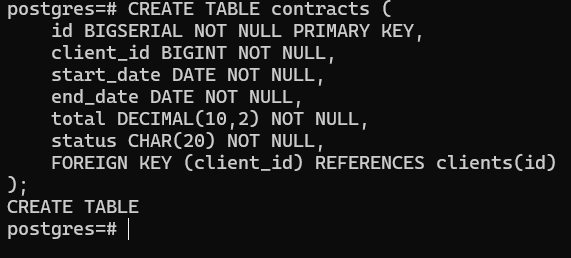 postgres=# CREATE TABLE contracts (
    id BIGSERIAL NOT NULL PRIMARY KEY,
    client_id BIGINT NOT NULL,
    start_date DATE NOT NULL,
    end_date DATE NOT NULL,
    total DECIMAL(10,2) NOT NULL,
    status CHAR(20) NOT NULL,
    FOREIGN KEY (client_id) REFERENCES clients(id)
);
CREATE TABLE
postgres=#